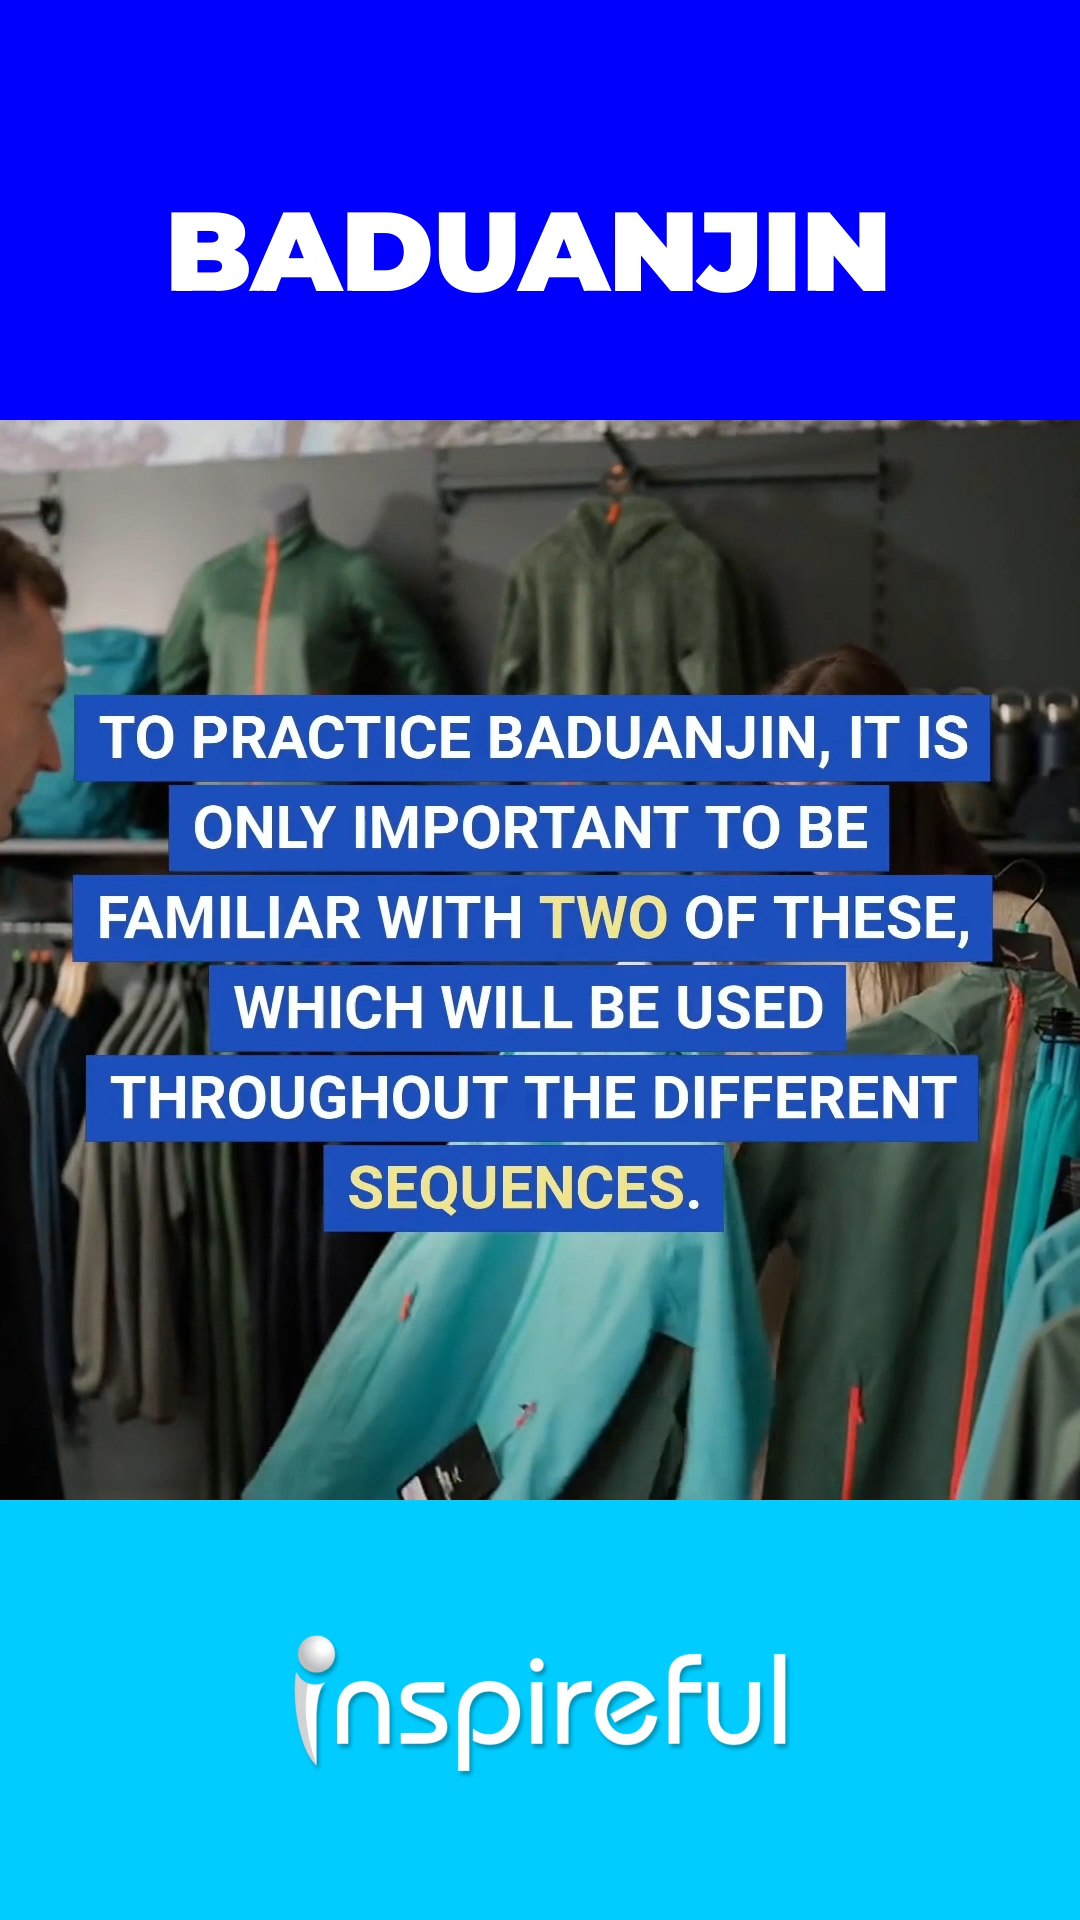 BADUANJIN
TO PRACTICE BADUANJIN, IT IS
ONLY IMPORTANT TO BE
FAMILIAR WITH TWO OF THESE,
WHICH WILL BE USED
THROUGHOUT THE DIFFERENT
SEQUENCES.
inspireful